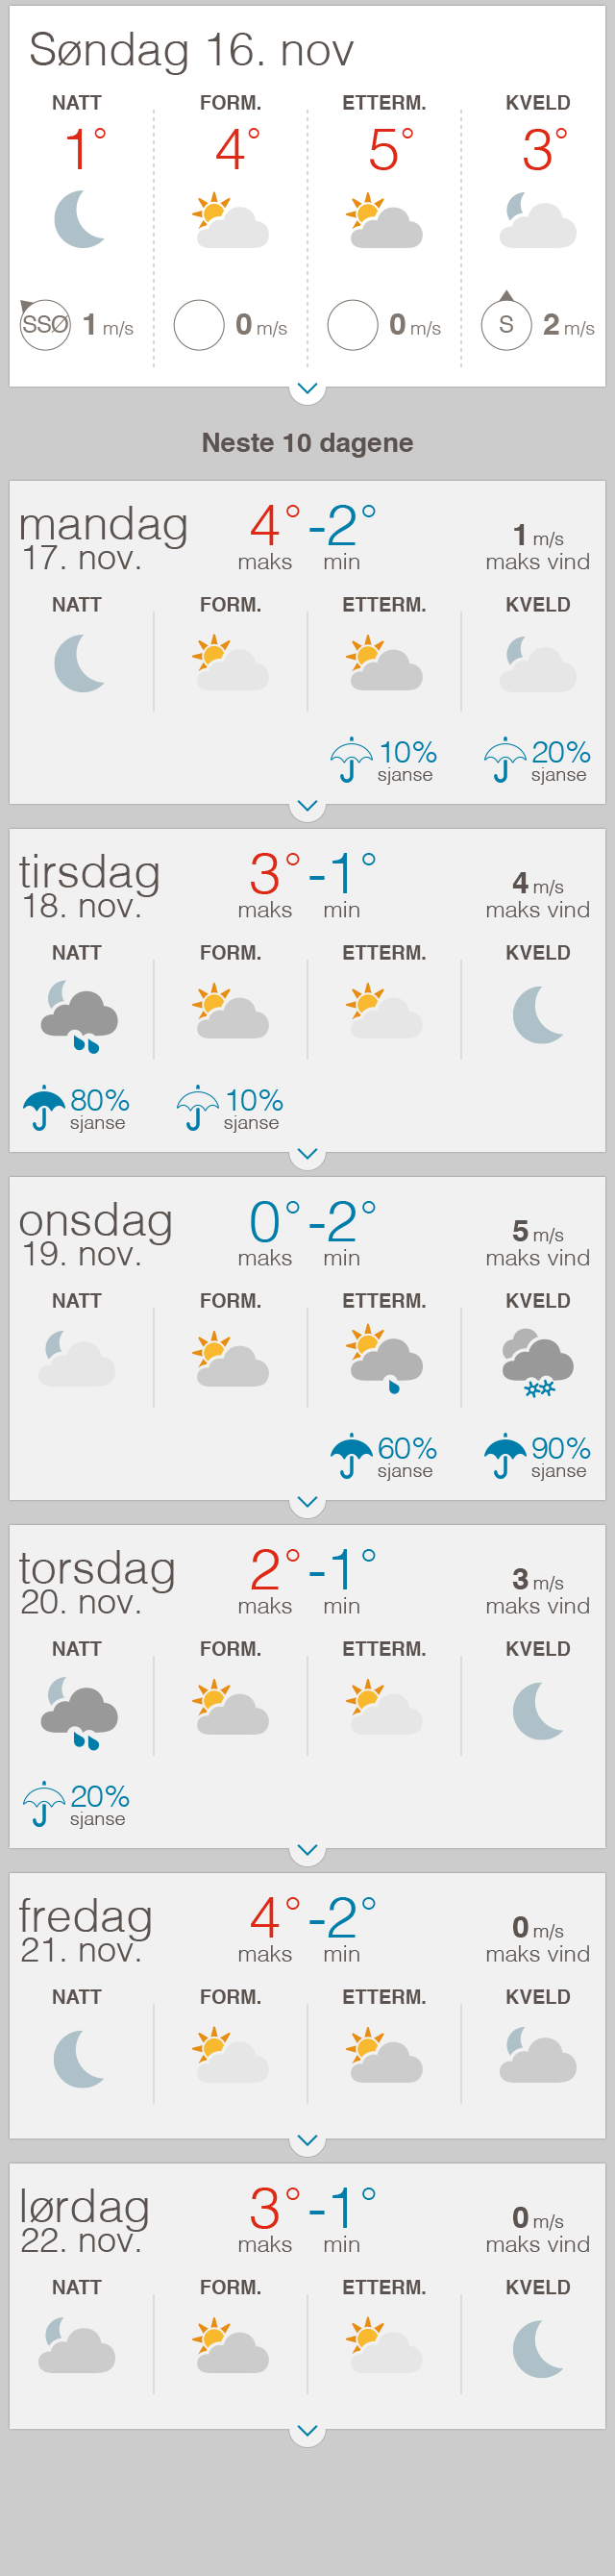 Søndag 16. nov
NATT FORM. ETTERM. KVELD
1° 4° 5° 3°
SSØ 1 m/s 0 m/s 0 m/s S 2 m/s
Neste 10 dagene
mandag 4° -2° 1 m/s
17. nov. maks min maks vind
NATT FORM. ETTERM. KVELD
10% 20%
sjanse sjanse
tirsdag 3° -1° 4 m/s
18. nov. maks min maks vind
NATT FORM. ETTERM. KVELD
80% 10%
sjanse sjanse
onsdag 0° -2° 5 m/s
19. nov. maks min maks vind
NATT FORM. ETTERM. KVELD
60% 90%
sjanse sjanse
torsdag 2° -1° 3 m/s
20. nov. maks min maks vind
NATT FORM. ETTERM. KVELD
20%
sjanse
fredag 4° -2° 0 m/s
21. nov. maks min maks vind
NATT FORM. ETTERM. KVELD
lørdag 3° -1° 0 m/s
22. nov. maks min maks vind
NATT FORM. ETTERM. KVELD